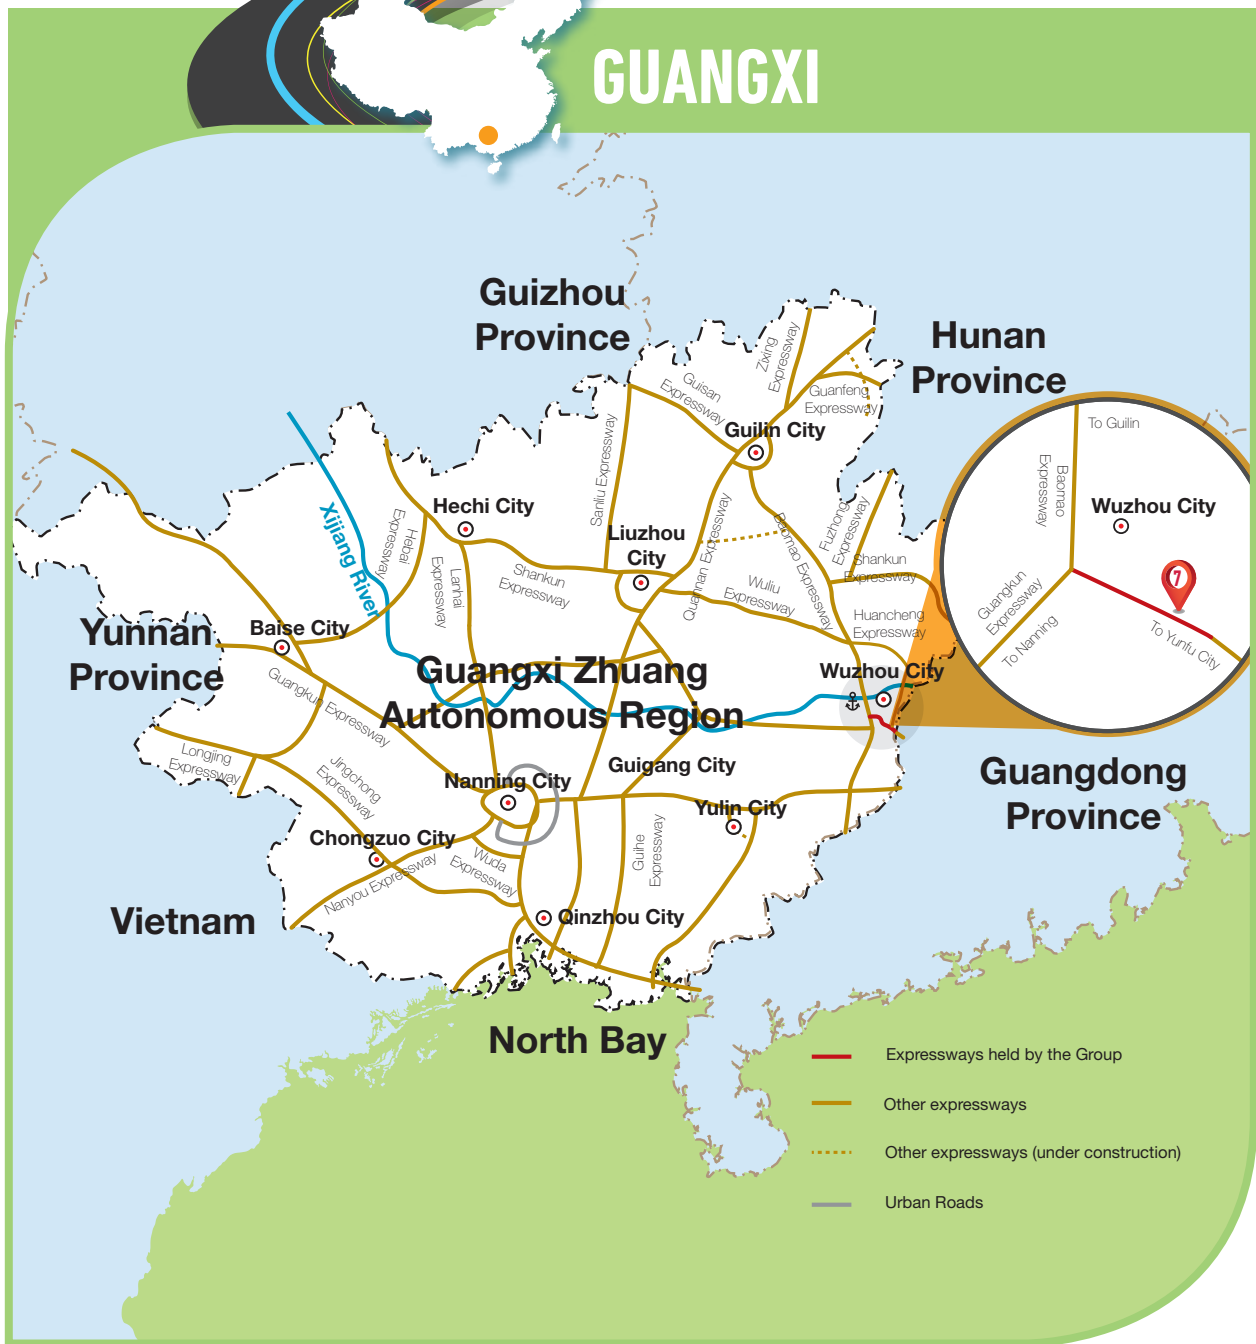 GUANGXI
Guizhou
Province
Hunan
Province
Zixing
Expressway
Guisan
Expressway
Guanfeng
Expressway
Guilin City
To Guilin
Baomao
Expressway
Wuzhou City
7
Guangkun
Expressway
To Nanning
To Yunfu City
Sanliu Expressway
Hechi City
Liuzhou
City
Xijiang River
Hebai
Expressway
Lanhai
Expressway
Shankun
Expressway
Quannan Expressway
Baomao Expressway
Fuzhong
Expressway
Shankun
Expressway
Wuliu
Expressway
Huancheng
Expressway
Yunnan
Province
Baise City
Guangxi Zhuang
Autonomous Region
Wuzhou City
Guangkun Expressway
Longjing
Expressway
Jingchong
Expressway
Nanning City
Guigang City
Yulin City
Guangdong
Province
Chongzuo City
Nanyou Expressway
Wuda
Expressway
Guihe
Expressway
Vietnam
Qinzhou City
North Bay
Expressways held by the Group
Other expressways
Other expressways (under construction)
Urban Roads